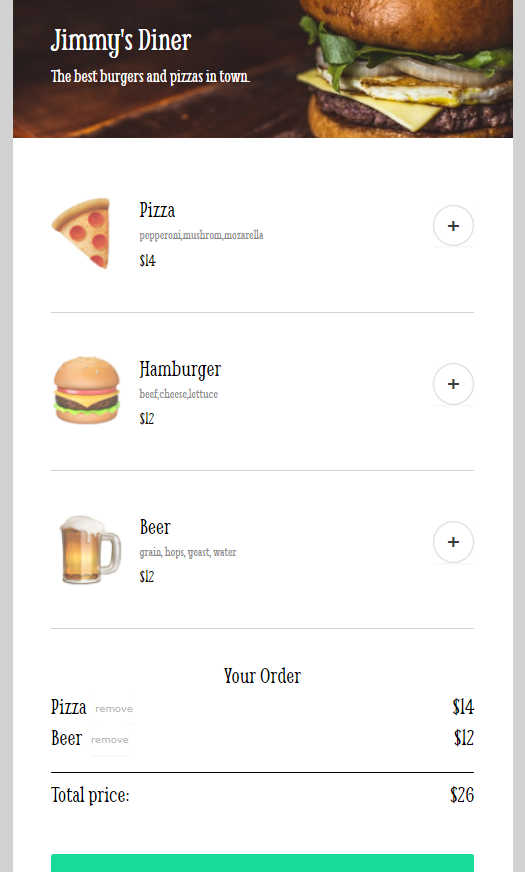 Jimmy's Diner
The best burgers and pizzas in town.
Pizza
pepperoni,mushrom,mozarella
$14
+
Hamburger
beef,cheese,lettuce
$12
+
Beer
grain, hops, yeast, water
$12
+
Your Order
Pizza remove $14
Beer remove $12
Total price: $26